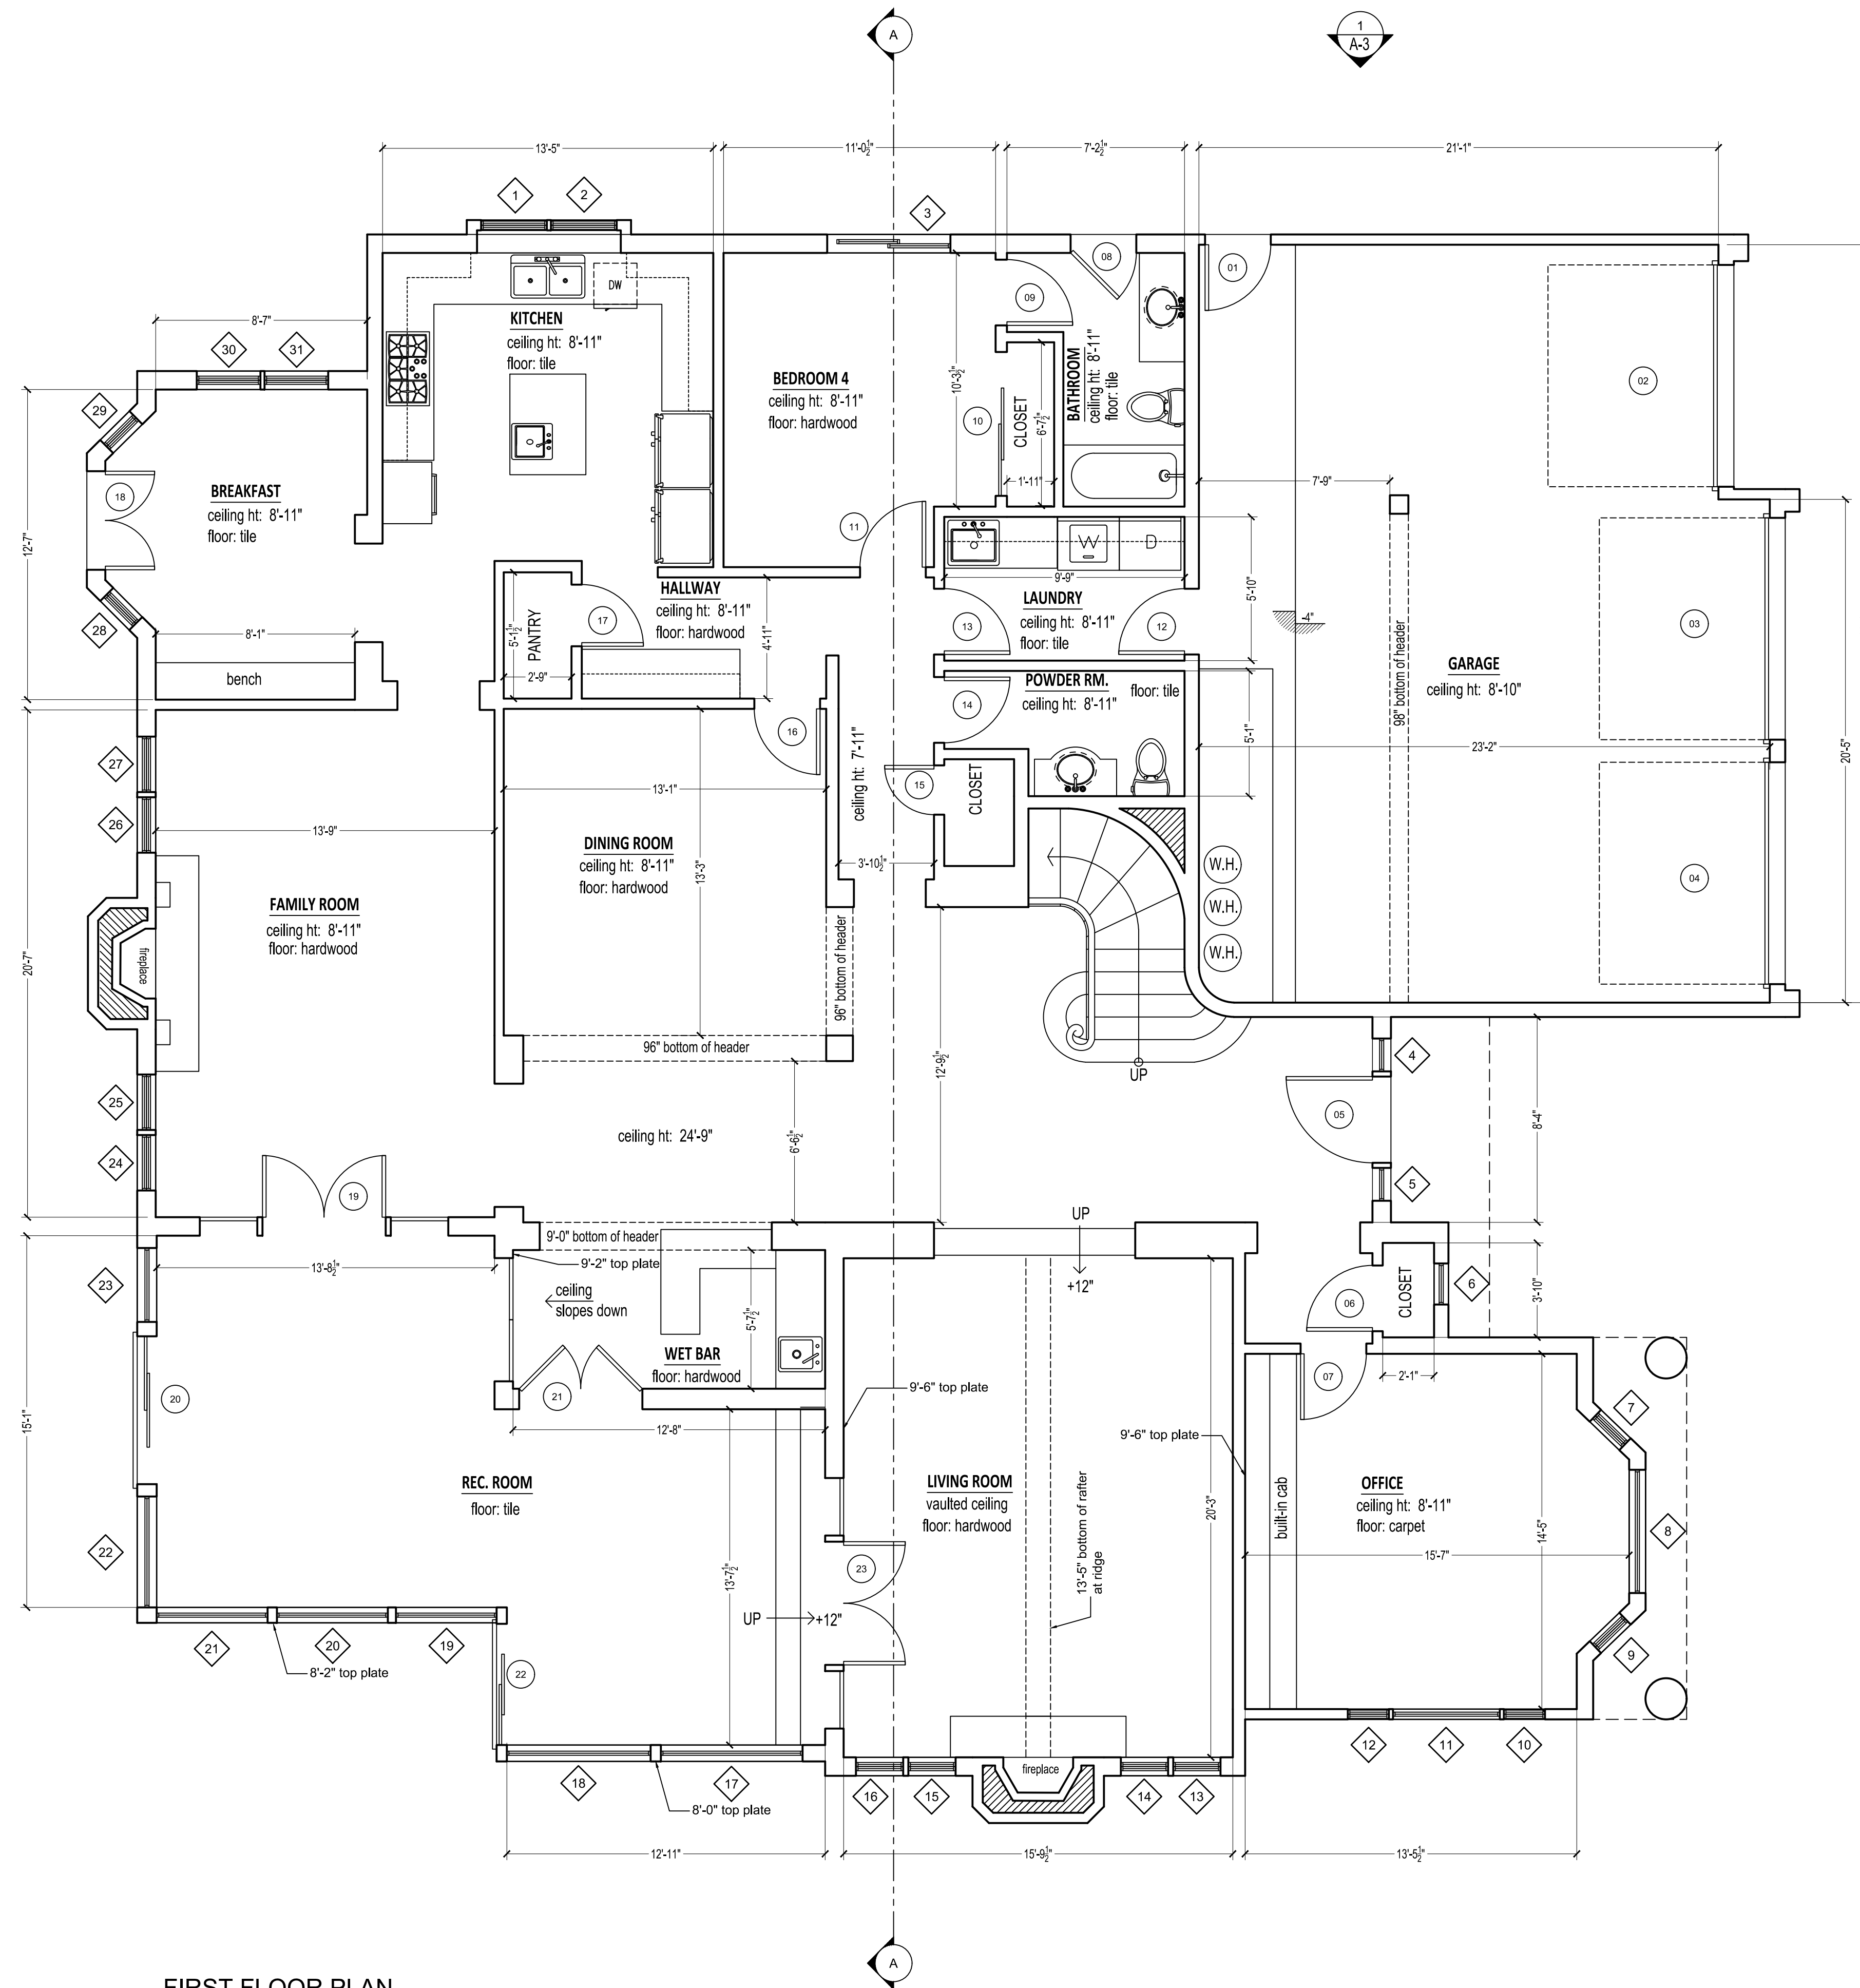 A
1
A-3
13'-5"
11'-0½"
7'-2½"
21'-1"
1
2
3
08
01
DW
09
KITCHEN
ceiling ht: 8'-11"
floor: tile
8'-7"
30
31
BEDROOM 4
ceiling ht: 8'-11"
floor: hardwood
10'-3½"
10
CLOSET
6'-7½"
1'-11"
BATHROOM
ceiling ht: 8'-11"
floor: tile
02
29
18
BREAKFAST
ceiling ht: 8'-11"
floor: tile
12'-7"
28
8'-1"
bench
7'-9"
11
W
D
9'-9"
5'-10"
HALLWAY
ceiling ht: 8'-11"
floor: hardwood
PANTRY
5'-1½"
2'-9"
17
4'-11"
LAUNDRY
ceiling ht: 8'-11"
floor: tile
13
12
-4"
98" bottom of header
03
GARAGE
ceiling ht: 8'-10"
POWDER RM.
floor: tile
ceiling ht: 8'-11"
14
5'-1"
16
27
26
13'-1"
13'-9"
ceiling ht: 7'-11"
15
CLOSET
23'-2"
20'-5"
DINING ROOM
ceiling ht: 8'-11"
floor: hardwood
13'-3"
3'-10½"
W.H.
W.H.
W.H.
04
FAMILY ROOM
ceiling ht: 8'-11"
floor: hardwood
fireplace
20'-7"
96" bottom of header
96" bottom of header
12'-9½"
UP
4
05
5
8'-4"
25
24
ceiling ht: 24'-9"
6'-6½"
19
UP
+12"
9'-0" bottom of header
9'-2" top plate
13'-8½"
23
ceiling
slopes down
5'-7½"
WET BAR
floor: hardwood
06
CLOSET
6
3'-10"
2'-1"
07
20
21
12'-8"
9'-6" top plate
9'-6" top plate
7
15'-1"
REC. ROOM
floor: tile
LIVING ROOM
vaulted ceiling
floor: hardwood
13'-5" bottom of rafter
at ridge
20'-3"
built-in cab
OFFICE
ceiling ht: 8'-11"
floor: carpet
14'-5"
15'-7"
8
22
23
13'-7½"
UP
+12"
21
20
19
8'-2" top plate
22
9
18
17
8'-0" top plate
16
15
fireplace
14
13
12
11
10
12'-11"
15'-9½"
13'-5½"
A
FIRST FLOOR PLAN